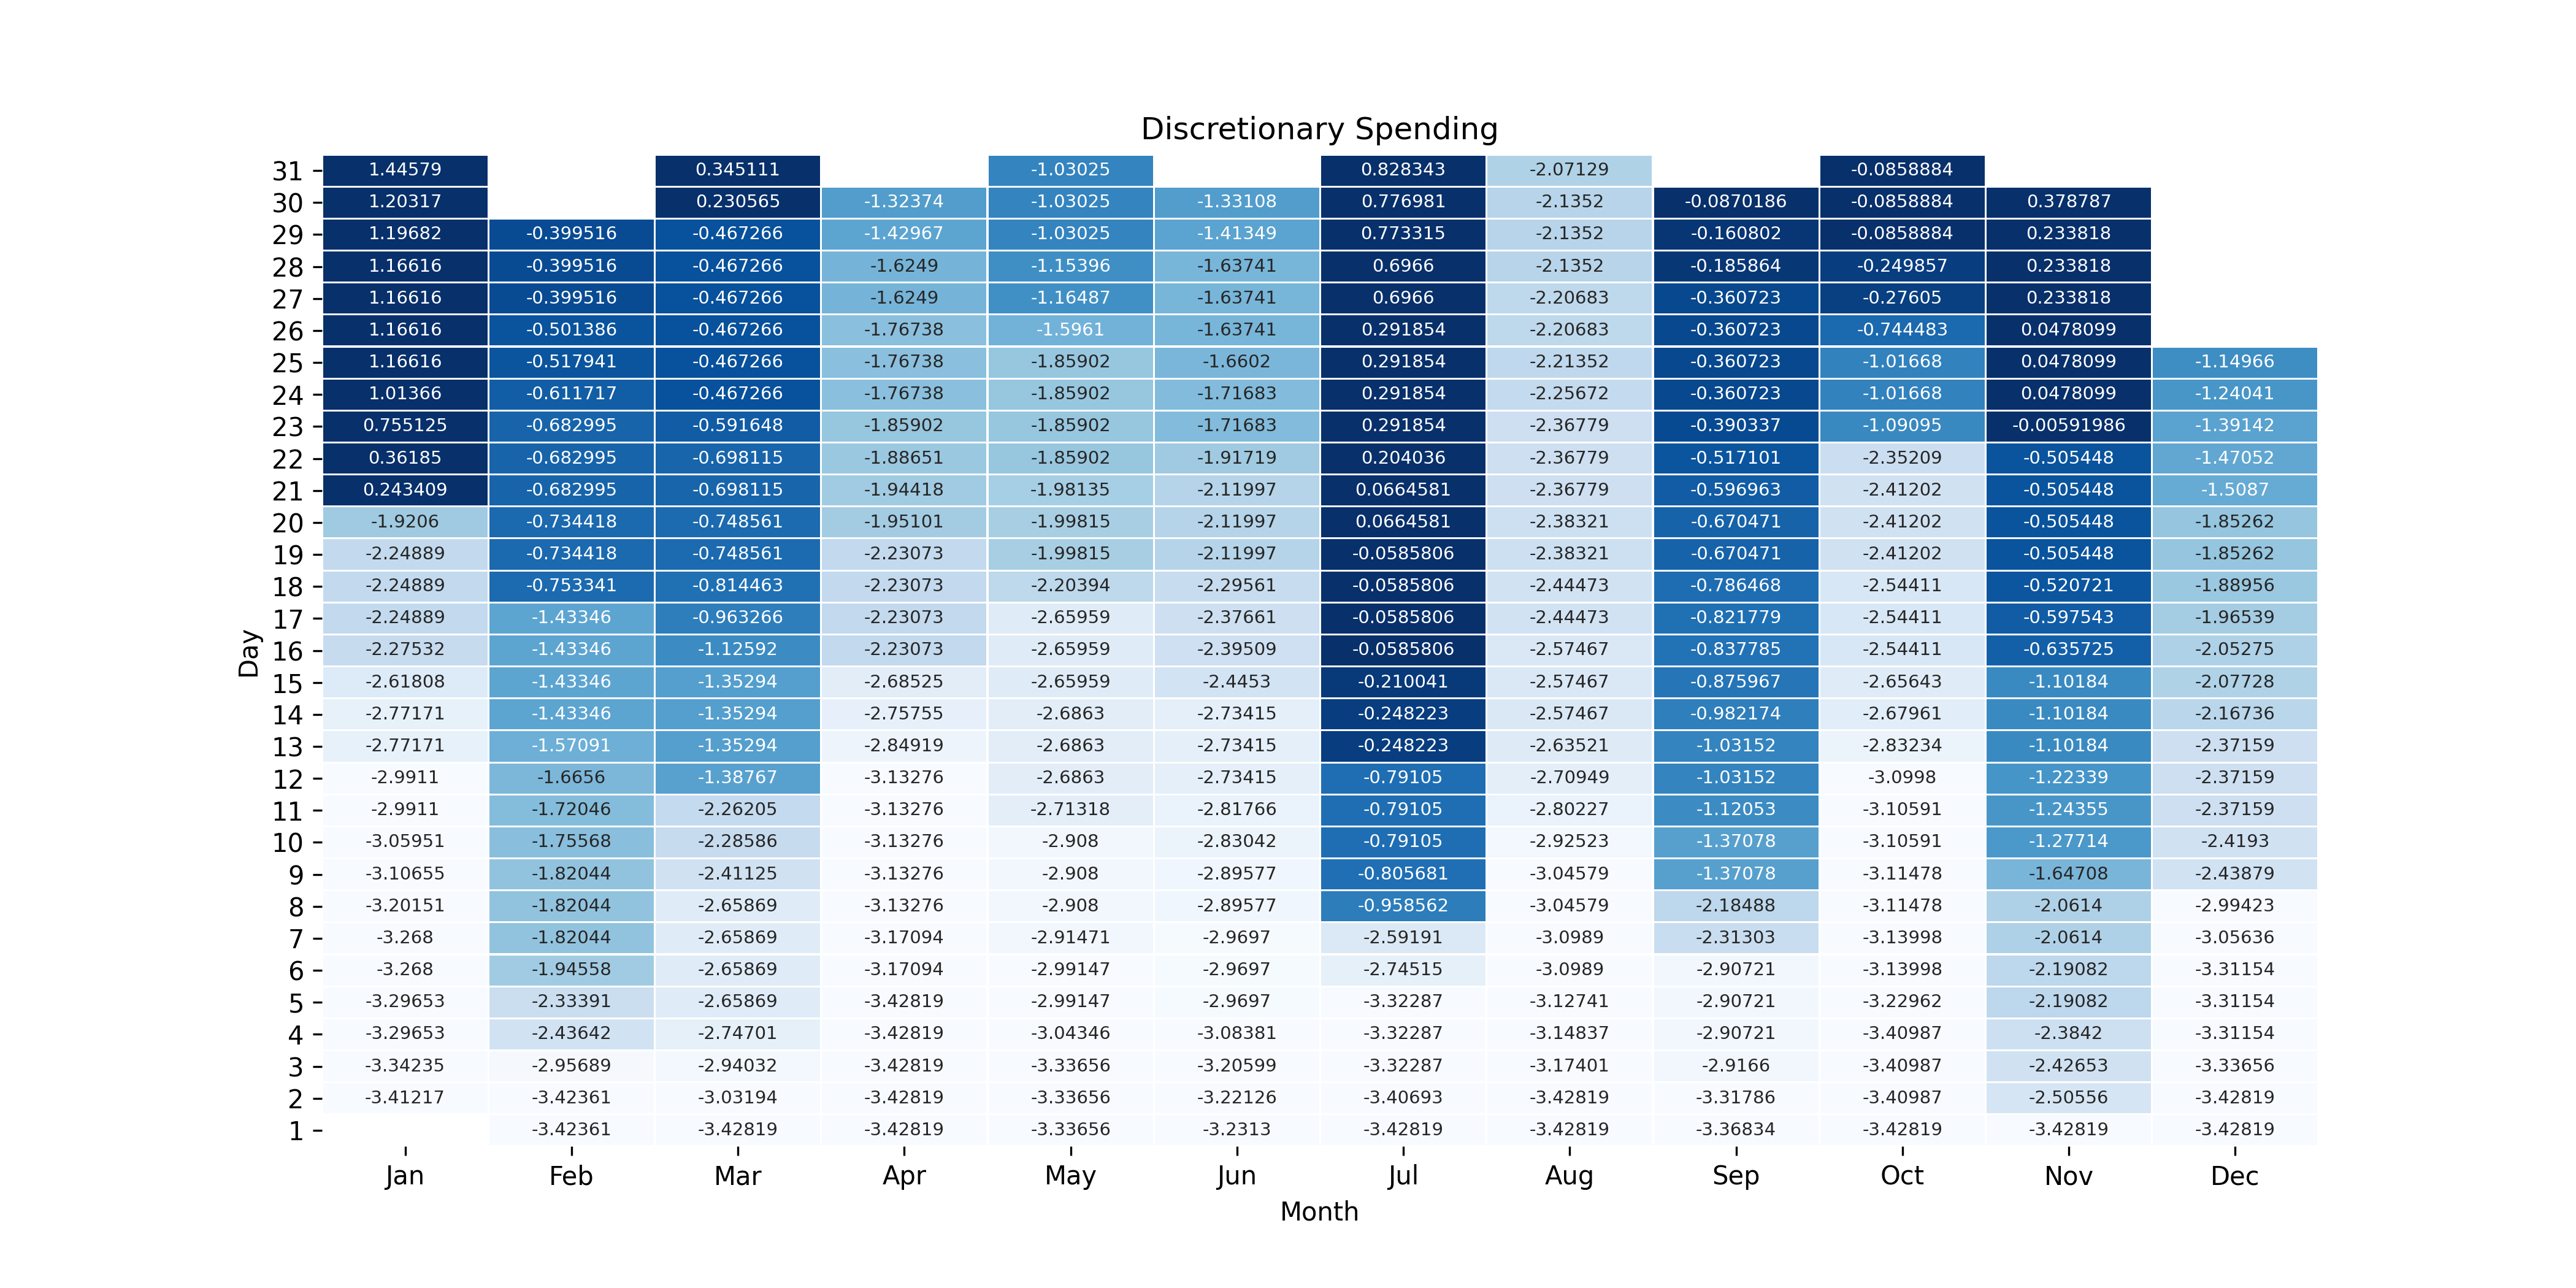 Discretionary Spending
31 1.44579 0.345111 -1.03025 0.828343 -2.07129 -0.0858884
30 1.20317 0.230565 -1.32374 -1.03025 -1.33108 0.776981 -2.1352 -0.0870186 -0.0858884 0.378787
29 1.19682 -0.399516 -0.467266 -1.42967 -1.03025 -1.41349 0.773315 -2.1352 -0.160802 -0.0858884 0.233818
28 1.16616 -0.399516 -0.467266 -1.6249 -1.15396 -1.63741 0.6966 -2.1352 -0.185864 -0.249857 0.233818
27 1.16616 -0.399516 -0.467266 -1.6249 -1.16487 -1.63741 0.6966 -2.20683 -0.360723 -0.27605 0.233818
26 1.16616 -0.501386 -0.467266 -1.76738 -1.5961 -1.63741 0.291854 -2.20683 -0.360723 -0.744483 0.0478099
25 1.16616 -0.517941 -0.467266 -1.76738 -1.85902 -1.6602 0.291854 -2.21352 -0.360723 -1.01668 0.0478099 -1.14966
24 1.01366 -0.611717 -0.467266 -1.76738 -1.85902 -1.71683 0.291854 -2.25672 -0.360723 -1.01668 0.0478099 -1.24041
23 0.755125 -0.682995 -0.591648 -1.85902 -1.85902 -1.71683 0.291854 -2.36779 -0.390337 -1.09095 -0.00591986 -1.39142
22 0.36185 -0.682995 -0.698115 -1.88651 -1.85902 -1.91719 0.204036 -2.36779 -0.517101 -2.35209 -0.505448 -1.47052
21 0.243409 -0.682995 -0.698115 -1.94418 -1.98135 -2.11997 0.0664581 -2.36779 -0.596963 -2.41202 -0.505448 -1.5087
20 -1.9206 -0.734418 -0.748561 -1.95101 -1.99815 -2.11997 0.0664581 -2.38321 -0.670471 -2.41202 -0.505448 -1.85262
19 -2.24889 -0.734418 -0.748561 -2.23073 -1.99815 -2.11997 -0.0585806 -2.38321 -0.670471 -2.41202 -0.505448 -1.85262
18 -2.24889 -0.753341 -0.814463 -2.23073 -2.20394 -2.29561 -0.0585806 -2.44473 -0.786468 -2.54411 -0.520721 -1.88956
17 -2.24889 -1.43346 -0.963266 -2.23073 -2.65959 -2.37661 -0.0585806 -2.44473 -0.821779 -2.54411 -0.597543 -1.96539
16 -2.27532 -1.43346 -1.12592 -2.23073 -2.65959 -2.39509 -0.0585806 -2.57467 -0.837785 -2.54411 -0.635725 -2.05275
15 -2.61808 -1.43346 -1.35294 -2.68525 -2.65959 -2.4453 -0.210041 -2.57467 -0.875967 -2.65643 -1.10184 -2.07728
14 -2.77171 -1.43346 -1.35294 -2.75755 -2.6863 -2.73415 -0.248223 -2.57467 -0.982174 -2.67961 -1.10184 -2.16736
13 -2.77171 -1.57091 -1.35294 -2.84919 -2.6863 -2.73415 -0.248223 -2.63521 -1.03152 -2.83234 -1.10184 -2.37159
12 -2.9911 -1.6656 -1.38767 -3.13276 -2.6863 -2.73415 -0.79105 -2.70949 -1.03152 -3.0998 -1.22339 -2.37159
11 -2.9911 -1.72046 -2.26205 -3.13276 -2.71318 -2.81766 -0.79105 -2.80227 -1.12053 -3.10591 -1.24355 -2.37159
10 -3.05951 -1.75568 -2.28586 -3.13276 -2.908 -2.83042 -0.79105 -2.92523 -1.37078 -3.10591 -1.27714 -2.4193
9 -3.10655 -1.82044 -2.41125 -3.13276 -2.908 -2.89577 -0.805681 -3.04579 -1.37078 -3.11478 -1.64708 -2.43879
8 -3.20151 -1.82044 -2.65869 -3.13276 -2.908 -2.89577 -0.958562 -3.04579 -2.18488 -3.11478 -2.0614 -2.99423
7 -3.268 -1.82044 -2.65869 -3.17094 -2.91471 -2.9697 -2.59191 -3.0989 -2.31303 -3.13998 -2.0614 -3.05636
6 -3.268 -1.94558 -2.65869 -3.17094 -2.99147 -2.9697 -2.74515 -3.0989 -2.90721 -3.13998 -2.19082 -3.31154
5 -3.29653 -2.33391 -2.65869 -3.42819 -2.99147 -2.9697 -3.32287 -3.12741 -2.90721 -3.22962 -2.19082 -3.31154
4 -3.29653 -2.43642 -2.74701 -3.42819 -3.04346 -3.08381 -3.32287 -3.14837 -2.90721 -3.40987 -2.3842 -3.31154
3 -3.34235 -2.95689 -2.94032 -3.42819 -3.33656 -3.20599 -3.32287 -3.17401 -2.9166 -3.40987 -2.42653 -3.33656
2 -3.41217 -3.42361 -3.03194 -3.42819 -3.33656 -3.22126 -3.40693 -3.42819 -3.31786 -3.40987 -2.50556 -3.42819
1 -3.42361 -3.42819 -3.42819 -3.33656 -3.2313 -3.42819 -3.42819 -3.36834 -3.42819 -3.42819 -3.42819
Day
Jan Feb Mar Apr May Jun Jul Aug Sep Oct Nov Dec
Month